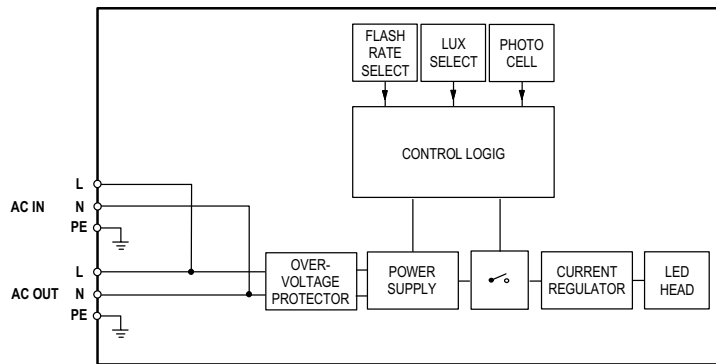 FLASH
RATE
SELECT
LUX
SELECT
PHOTO
CELL
CONTROL LOGIG
L
AC IN N
PE
L
AC OUT N
PE
OVER-
VOLTAGE
PROTECTOR
POWER
SUPPLY
CURRENT
REGULATOR
LED
HEAD